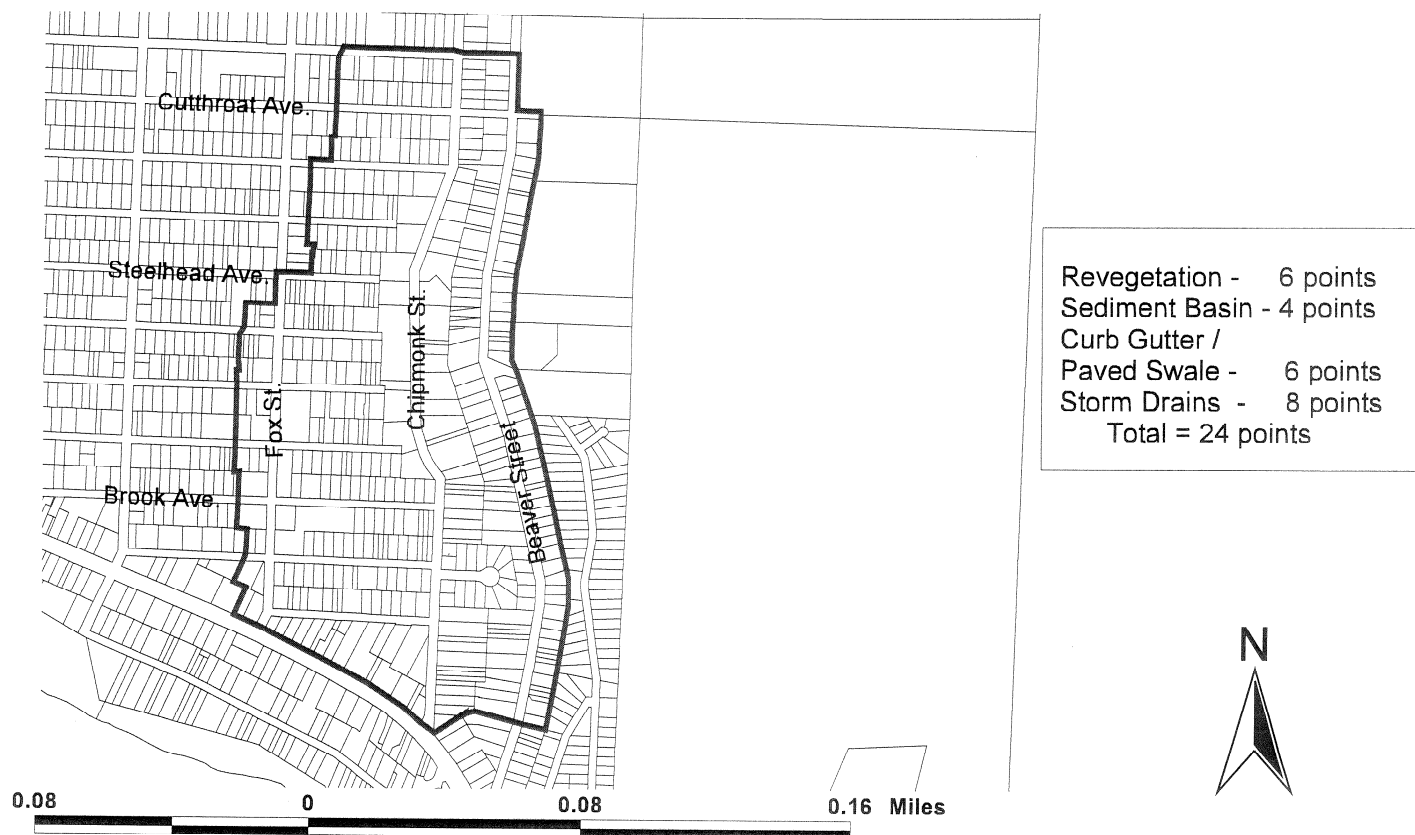 Cutthroat Ave.
Steelhead Ave.
Chipmonk St.
Fox St.
Beaver Street
Brook Ave.
Revegetation - 6 points
Sediment Basin - 4 points
Curb Gutter /
Paved Swale - 6 points
Storm Drains - 8 points
Total = 24 points
N
0.08 0 0.08 0.16 Miles